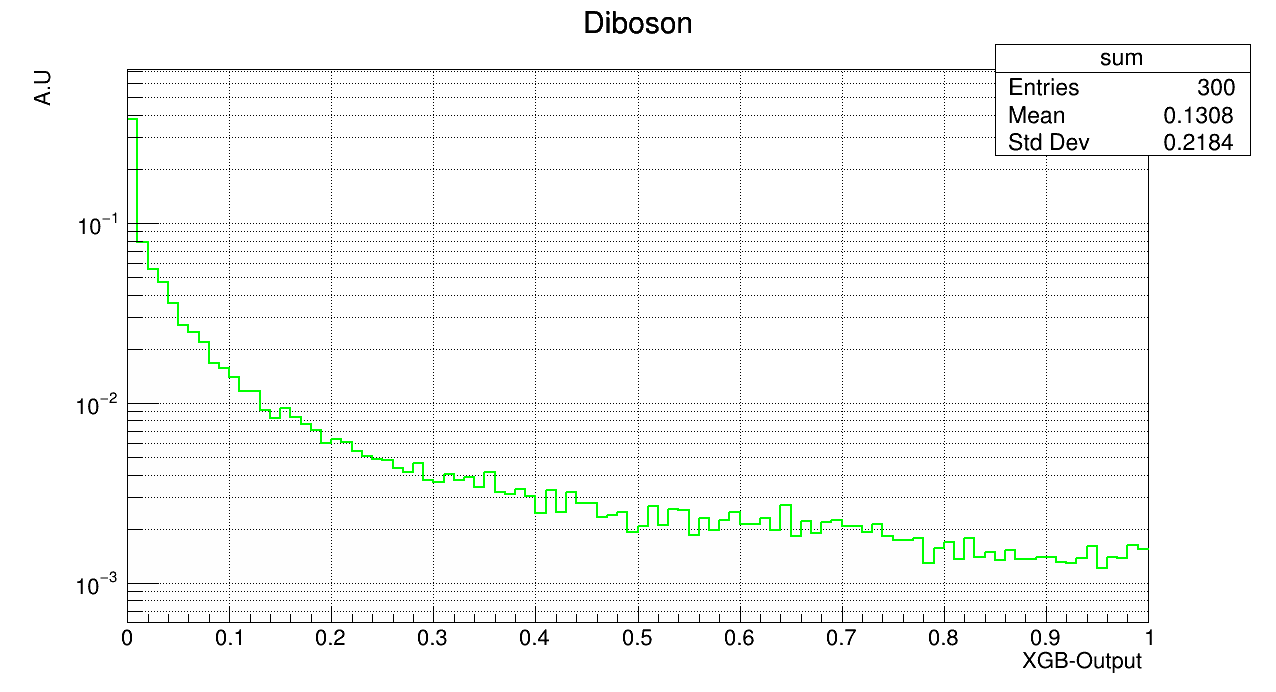 Diboson
A.U
sum
Entries 300
Mean 0.1308
Std Dev 0.2184
10⁻¹
10⁻²
10⁻³
0 0.1 0.2 0.3 0.4 0.5 0.6 0.7 0.8 0.9 1
XGB-Output